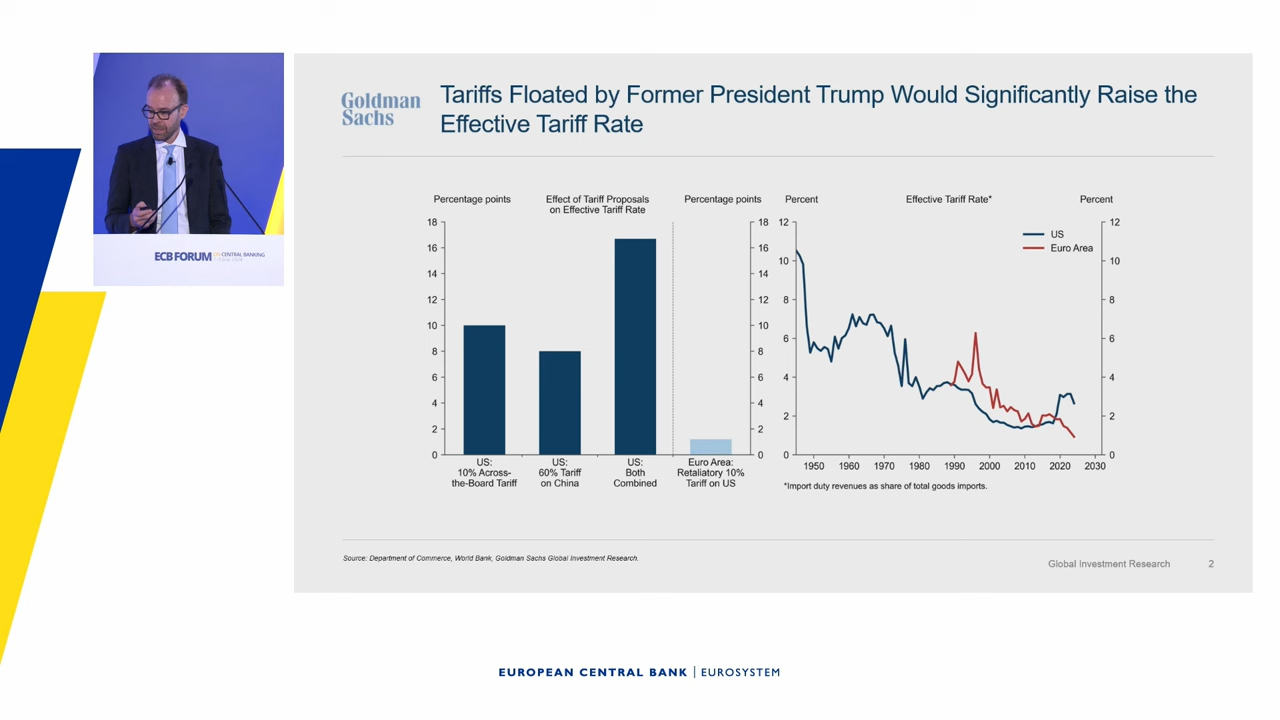 Goldman
Sachs
Tariffs Floated by Former President Trump Would Significantly Raise the
Effective Tariff Rate
Percentage points
Effect of Tariff Proposals
on Effective Tariff Rate
Percentage points
18
16
14
12
10
8
6
4
2
0
18
16
14
12
10
8
6
4
2
0
US:
10% Across-
the-Board Tariff
US:
60% Tariff
on China
US:
Both
Combined
Euro Area:
Retaliatory 10%
Tariff on US
Percent
Effective Tariff Rate*
Percent
12
10
8
6
4
2
0
US
Euro Area
12
10
8
6
4
2
0
1950 1960 1970 1980 1990 2000 2010 2020 2030
*Import duty revenues as share of total goods imports.
Source: Department of Commerce, World Bank, Goldman Sachs Global Investment Research.
Global Investment Research 2
ECB FORUM ON CENTRAL BANKING
EUROPEAN CENTRAL BANK | EUROSYSTEM